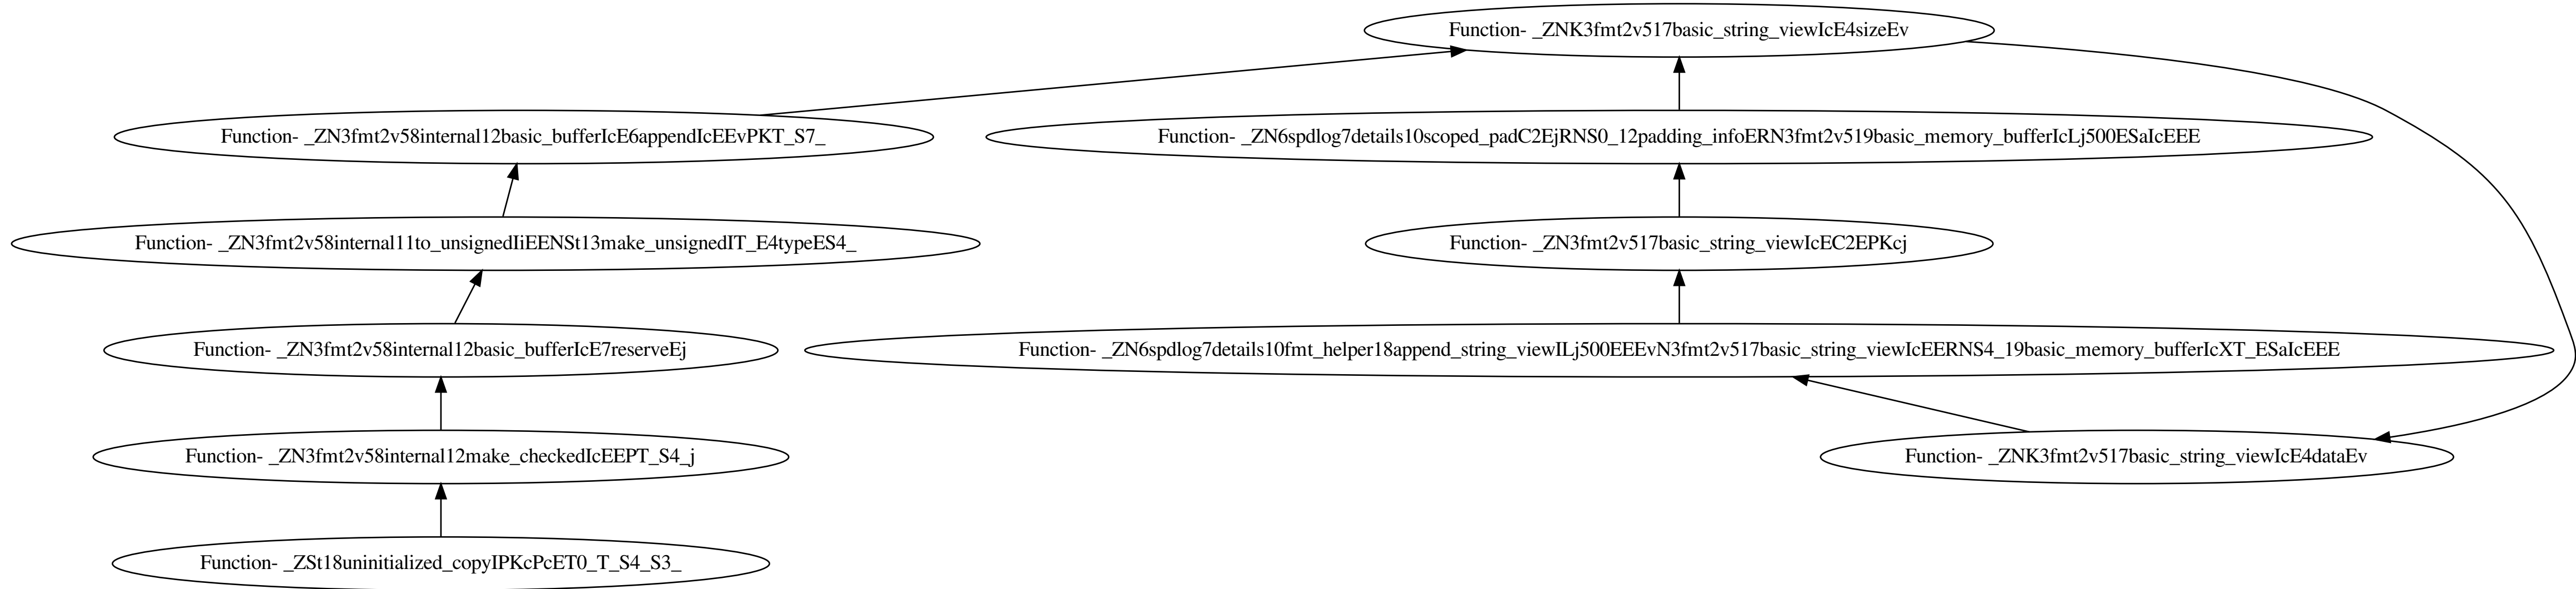 Function- _ZNK3fmt2v517basic_string_viewIcE4sizeEv
Function- _ZN3fmt2v58internal12basic_bufferIcE6appendIcEEvPKT_S7_
Function- _ZN6spdlog7details10scoped_padC2EjRNS0_12padding_infoERN3fmt2v519basic_memory_bufferIcLj500ESaIcEEE
Function- _ZN3fmt2v58internal11to_unsignedIiEENSt13make_unsignedIT_E4typeES4_
Function- _ZN3fmt2v517basic_string_viewIcEC2EPKcj
Function- _ZN3fmt2v58internal12basic_bufferIcE7reserveEj
Function- _ZN6spdlog7details10fmt_helper18append_string_viewILj500EEEvN3fmt2v517basic_string_viewIcEERNS4_19basic_memory_bufferIcXT_ESaIcEEE
Function- _ZN3fmt2v58internal12make_checkedIcEEPT_S4_j
Function- _ZNK3fmt2v517basic_string_viewIcE4dataEv
Function- _ZSt18uninitialized_copyIPKcPcET0_T_S4_S3_